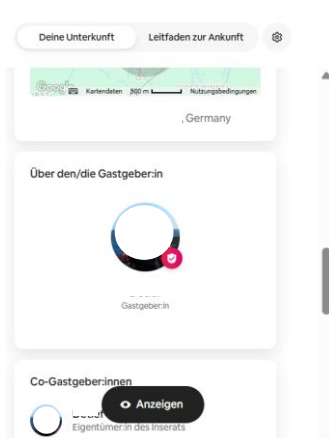 Deine Unterkunft Leitfaden zur Ankunft
Google Kartendaten 500 m Nutzungsbedingungen
, Germany
Über den/die Gastgeber:in
Gastgeber:in
Co-Gastgeber:innen
Anzeigen
Eigentümer:in des Inserats